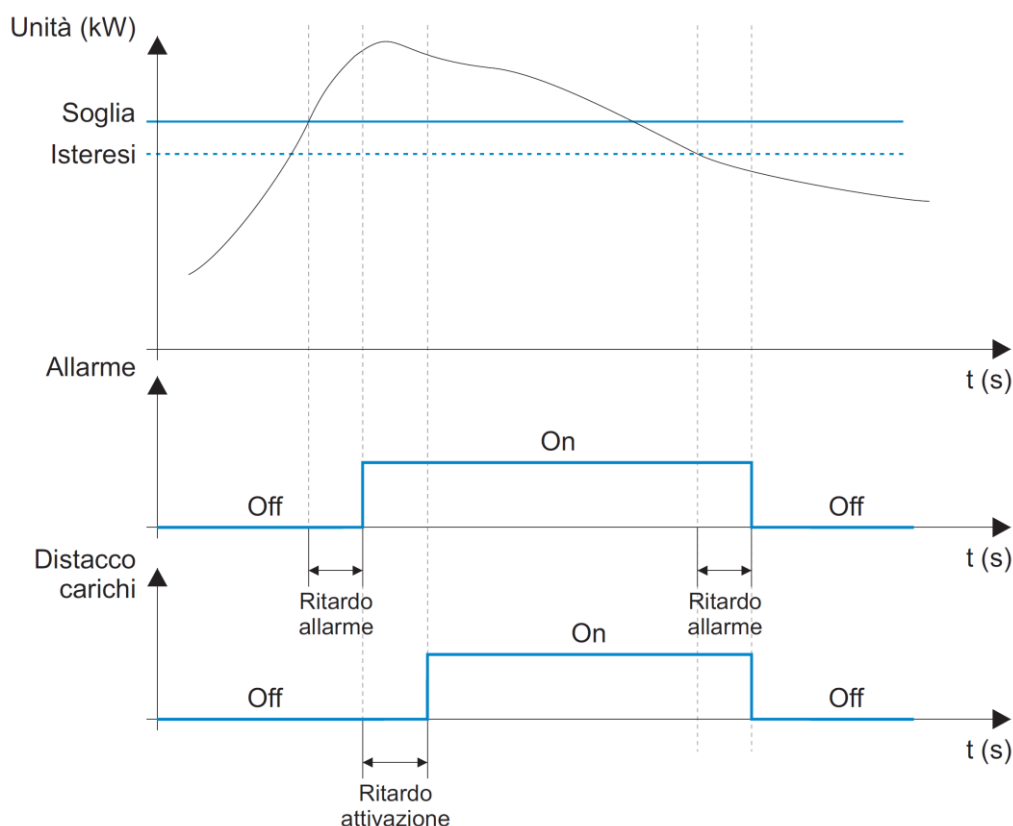 Unità (kW)
Soglia
Isteresi
t (s)
Allarme
On
Off
Off
t (s)
Ritardo
allarme
Ritardo
allarme
Distacco
carichi
On
Off
Off
t (s)
Ritardo
attivazione